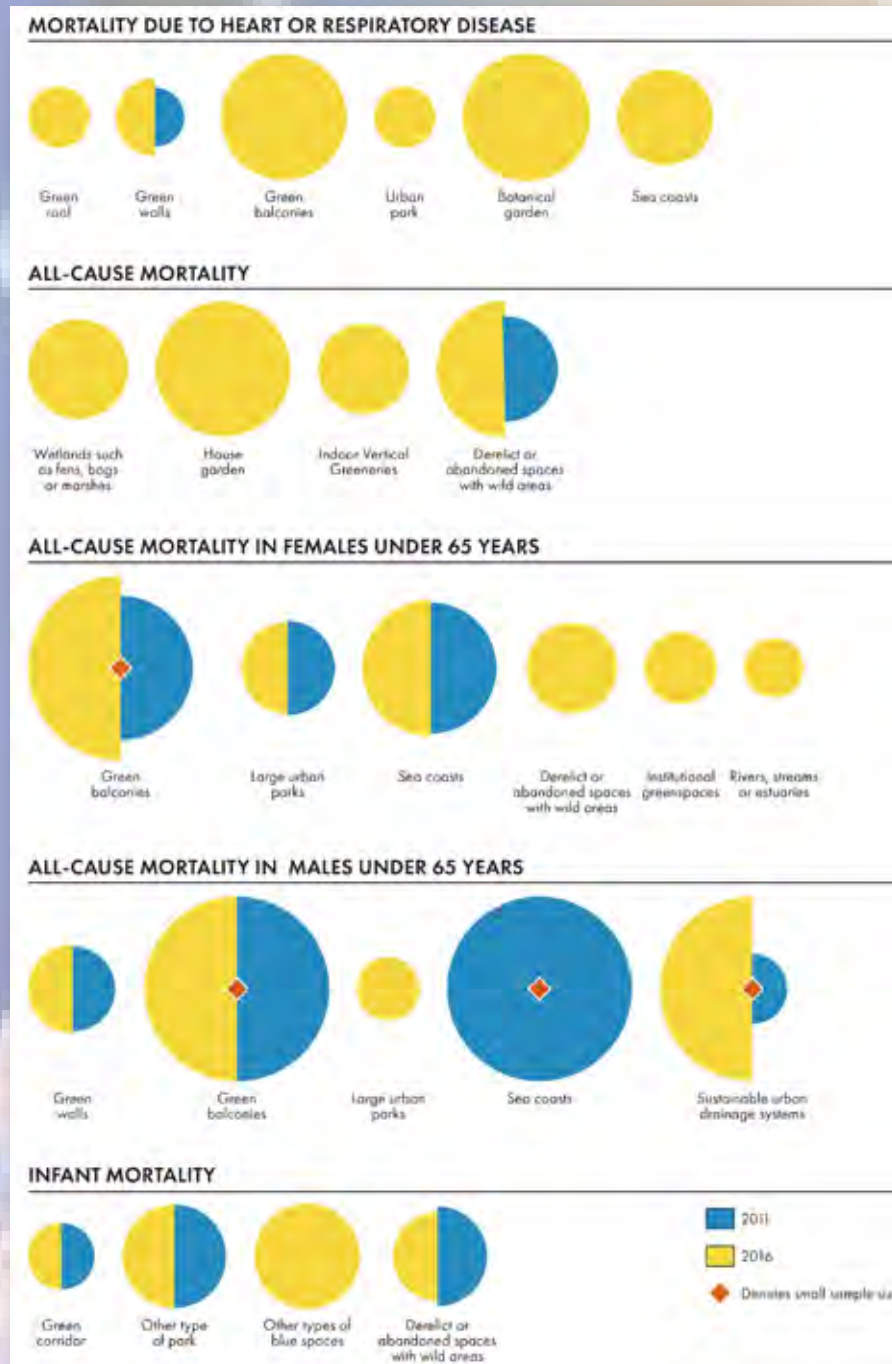 MORTALITY DUE TO HEART OR RESPIRATORY DISEASE
Green
roof
Green
walls
Green
balconies
Urban
park
Botanical
garden
Sea coasts
ALL-CAUSE MORTALITY
Wetlands such
as fens, bogs
or marshes
House
garden
Indoor Vertical
Greeneries
Derelict or
abandoned spaces
with wild areas
ALL-CAUSE MORTALITY IN FEMALES UNDER 65 YEARS
Green
balconies
Large urban
parks
Sea coasts
Derelict or
abandoned spaces
with wild areas
Institutional
greenspaces
Rivers, streams
or estuaries
ALL-CAUSE MORTALITY IN MALES UNDER 65 YEARS
Green
walls
Green
balconies
Large urban
parks
Sea coasts
Sustainable urban
drainage systems
INFANT MORTALITY
Green
corridor
Other type
of park
Other types of
blue spaces
Derelict or
abandoned spaces
with wild areas
2011
2016
Denotes small sample